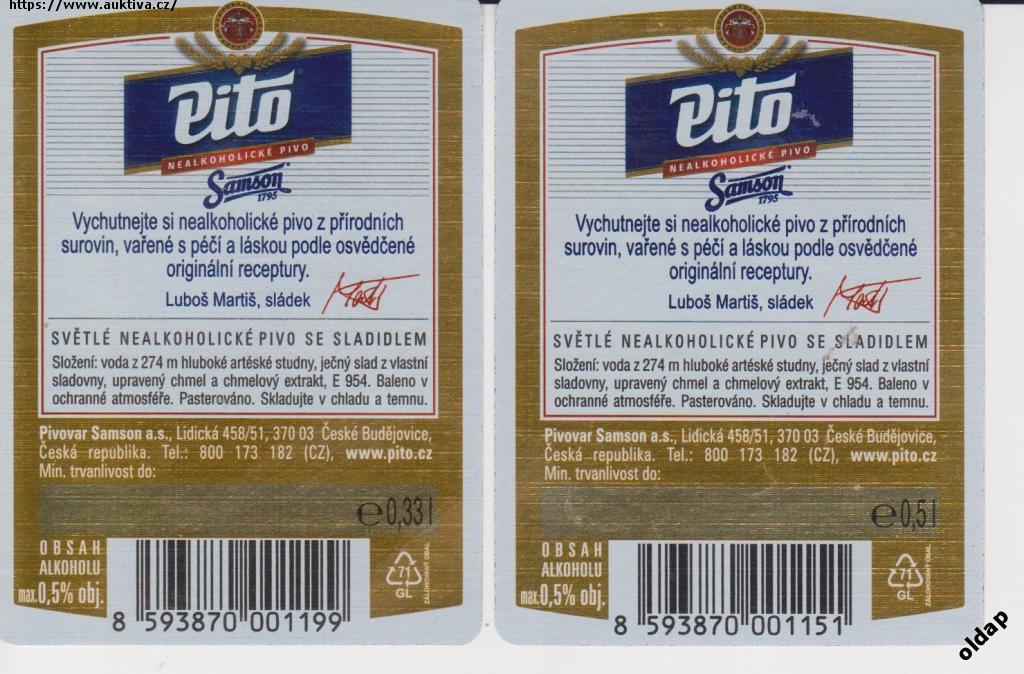 https://www.auktiva.cz/
Pito
NEALKOHOLICKÉ PIVO
Samson
1795
Vychutnejte si nealkoholické pivo z přírodních
surovin, vařené s péčí a láskou podle osvědčené
originální receptury.
Luboš Martiš, sládek
SVĚTLÉ NEALKOHOLICKÉ PIVO SE SLADIDLEM
Složení: voda z 274 m hluboké artéské studny, ječný slad z vlastní
sladovny, upravený chmel a chmelový extrakt, E 954. Baleno v
ochranné atmosféře. Pasterováno. Skladujte v chladu a temnu.
Pivovar Samson a.s., Lidická 458/51, 370 03 České Budějovice,
Česká republika. Tel.: 800 173 182 (CZ), www.pito.cz
Min. trvanlivost do:
℮0,33 l
OBSAH
ALKOHOLU
max.0,5% obj.
8 593870 001199
71
GL
ZÁLOHOVANÝ OBAL
Pito
NEALKOHOLICKÉ PIVO
Samson
1795
Vychutnejte si nealkoholické pivo z přírodních
surovin, vařené s péčí a láskou podle osvědčené
originální receptury.
Luboš Martiš, sládek
SVĚTLÉ NEALKOHOLICKÉ PIVO SE SLADIDLEM
Složení: voda z 274 m hluboké artéské studny, ječný slad z vlastní
sladovny, upravený chmel a chmelový extrakt, E 954. Baleno v
ochranné atmosféře. Pasterováno. Skladujte v chladu a temnu.
Pivovar Samson a.s., Lidická 458/51, 370 03 České Budějovice,
Česká republika. Tel.: 800 173 182 (CZ), www.pito.cz
Min. trvanlivost do:
℮0,5 l
OBSAH
ALKOHOLU
max.0,5% obj.
8 593870 001151
71
GL
ZÁLOHOVANÝ OBAL
oldap